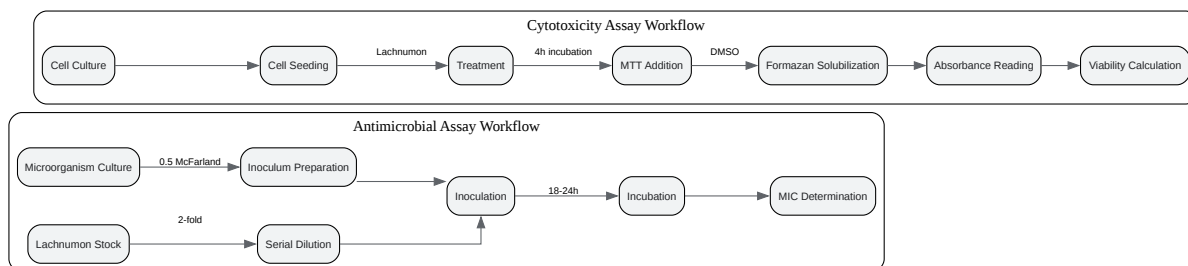 Cytotoxicity Assay Workflow
Cell Culture
Cell Seeding
Lachnumon
Treatment
4h incubation
MTT Addition
DMSO
Formazan Solubilization
Absorbance Reading
Viability Calculation
Antimicrobial Assay Workflow
Microorganism Culture
0.5 McFarland
Inoculum Preparation
Inoculation
18-24h
Incubation
MIC Determination
Lachnumon Stock
2-fold
Serial Dilution